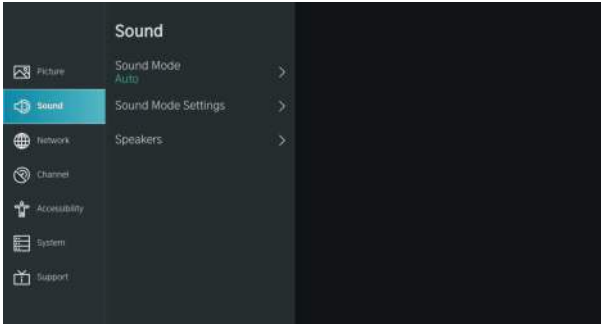 Sound
Picture
Sound
Network
Channel
Accessibility
System
Support
Sound Mode
Auto
Sound Mode Settings
Speakers